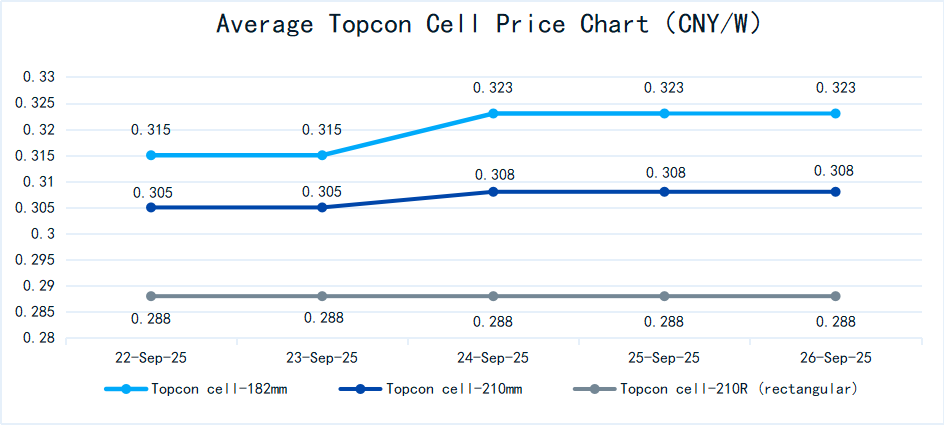 Average Topcon Cell Price Chart (CNY/W)
0.33
0.325
0.32
0.315
0.31
0.305
0.3
0.295
0.29
0.285
0.28
0.315 0.315 0.323 0.323 0.323
0.305 0.305 0.308 0.308 0.308
0.288 0.288 0.288 0.288 0.288
22-Sep-25 23-Sep-25 24-Sep-25 25-Sep-25 26-Sep-25
Topcon cell-182mm Topcon cell-210mm Topcon cell-210R (rectangular)